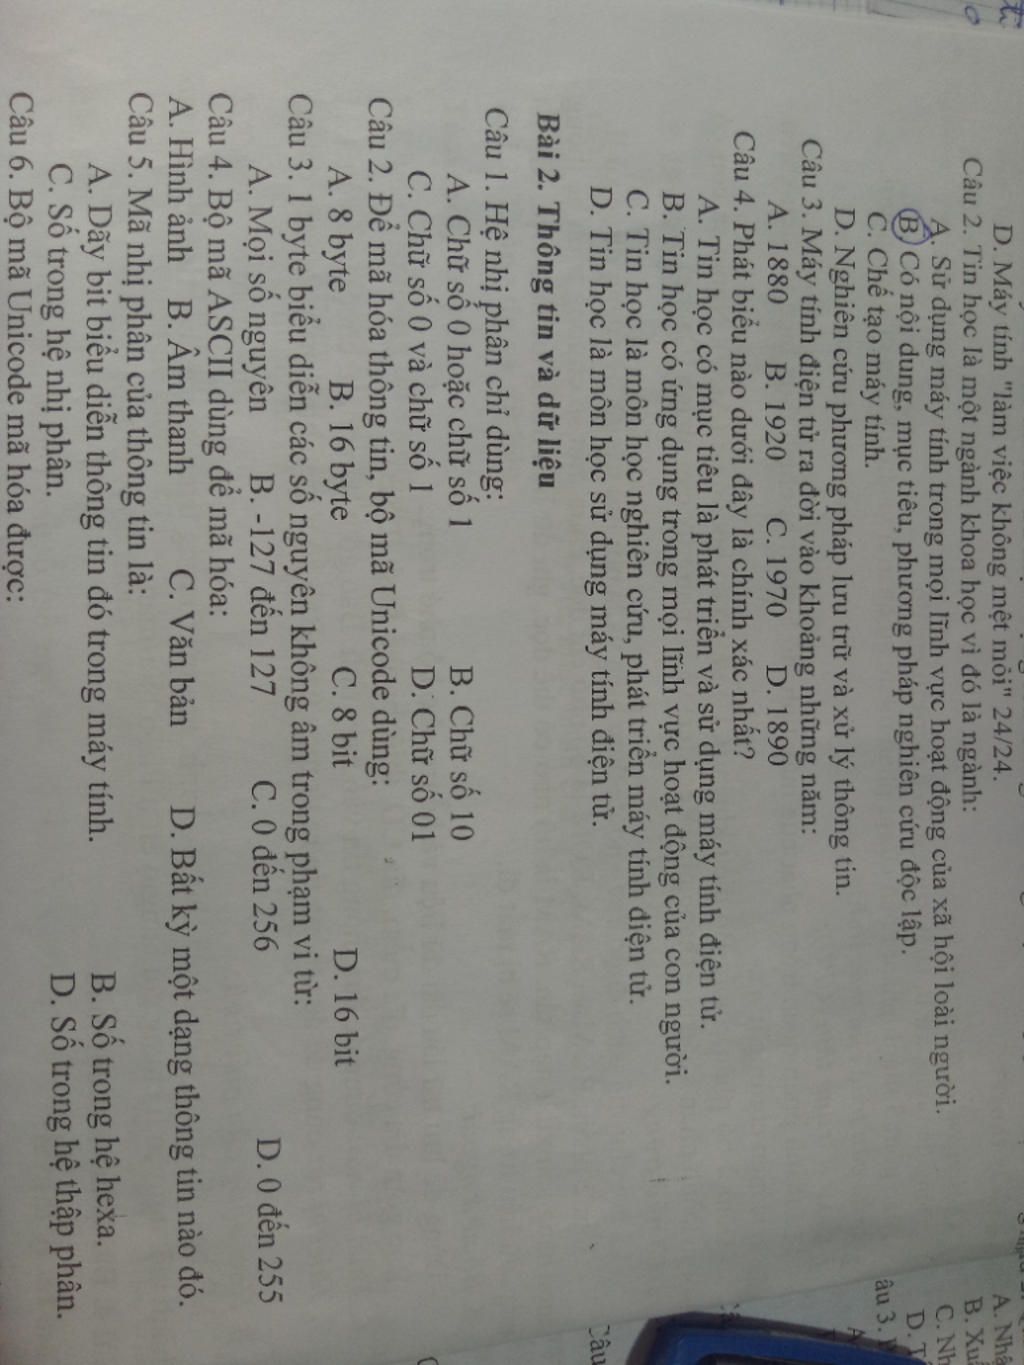 D. Máy tính "làm việc không mệt mỏi" 24/24.
Câu 2. Tin học là một ngành khoa học vì đó là ngành:
A. Sử dụng máy tính trong mọi lĩnh vực hoạt động của xã hội loài người.
B. Có nội dung, mục tiêu, phương pháp nghiên cứu độc lập.
C. Chế tạo máy tính.
D. Nghiên cứu phương pháp lưu trữ và xử lý thông tin.
Câu 3. Máy tính điện tử ra đời vào khoảng những năm:
A. 1880 B. 1920 C. 1970 D. 1890
Câu 4. Phát biểu nào dưới đây là chính xác nhất?
A. Tin học có mục tiêu là phát triển và sử dụng máy tính điện tử.
B. Tin học có ứng dụng trong mọi lĩnh vực hoạt động của con người.
C. Tin học là môn học nghiên cứu, phát triển máy tính điện tử.
D. Tin học là môn học sử dụng máy tính điện tử.
Bài 2. Thông tin và dữ liệu
Câu 1. Hệ nhị phân chỉ dùng:
A. Chữ số 0 hoặc chữ số 1 B. Chữ số 10
C. Chữ số 0 và chữ số 1 D. Chữ số 01
Câu 2. Để mã hóa thông tin, bộ mã Unicode dùng:
A. 8 byte B. 16 byte C. 8 bit D. 16 bit
Câu 3. 1 byte biểu diễn các số nguyên không âm trong phạm vi từ:
A. Mọi số nguyên B. -127 đến 127 C. 0 đến 256 D. 0 đến 255
Câu 4. Bộ mã ASCII dùng để mã hóa:
A. Hình ảnh B. Âm thanh C. Văn bản D. Bất kỳ một dạng thông tin nào đó.
Câu 5. Mã nhị phân của thông tin là:
A. Dãy bit biểu diễn thông tin đó trong máy tính. B. Số trong hệ hexa.
C. Số trong hệ nhị phân. D. Số trong hệ thập phân.
Câu 6. Bộ mã Unicode mã hóa được:
A. Nhâ
B. Xu
C. Nh
D. T
âu 3.
Câu